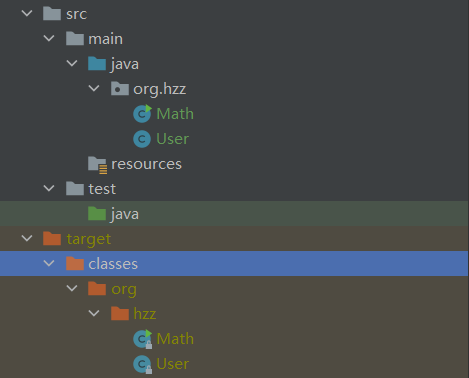 src
main
java
org.hzz
Math
User
resources
test
java
target
classes
org
hzz
Math
User